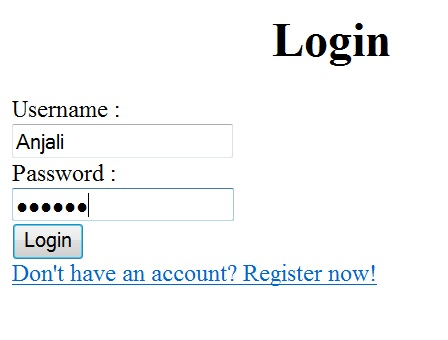 Login
Username :
Anjali
Password :
●●●●●●
Login
Don't have an account? Register now!